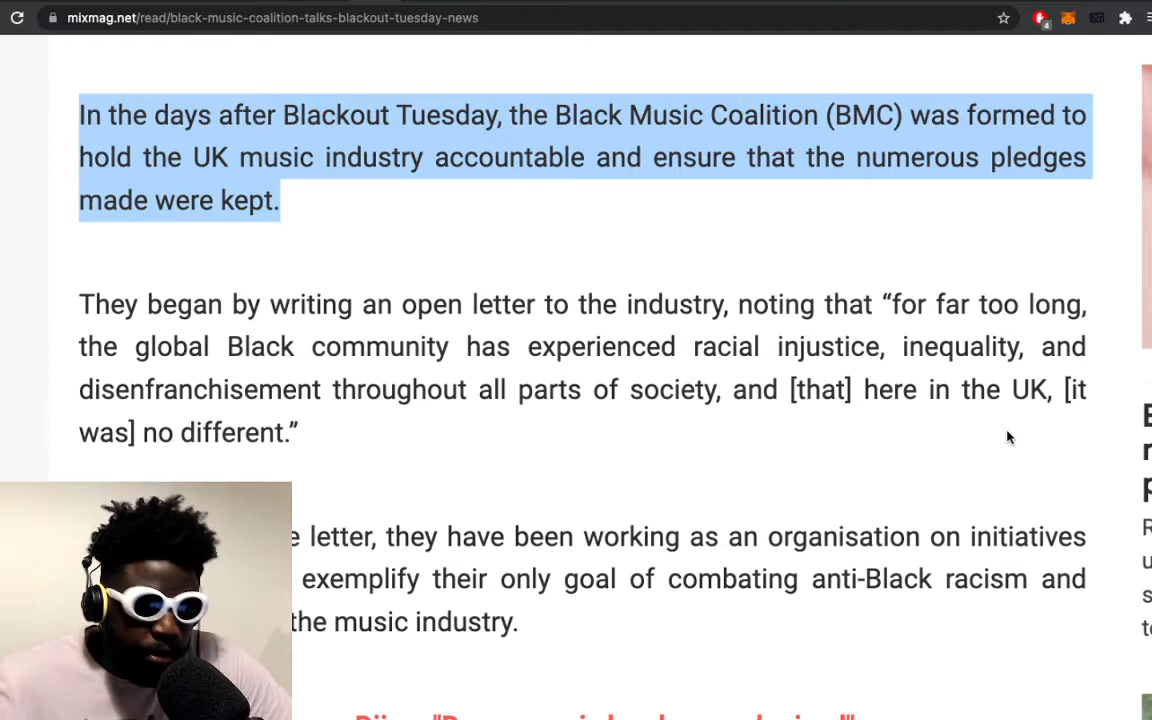 mixmag.net/read/black-music-coalition-talks-blackout-tuesday-news
4
In the days after Blackout Tuesday, the Black Music Coalition (BMC) was formed to
hold the UK music industry accountable and ensure that the numerous pledges
made were kept.
They began by writing an open letter to the industry, noting that “for far too long,
the global Black community has experienced racial injustice, inequality, and
disenfranchisement throughout all parts of society, and [that] here in the UK, [it
was] no different.”
e letter, they have been working as an organisation on initiatives
exemplify their only goal of combating anti-Black racism and
the music industry.